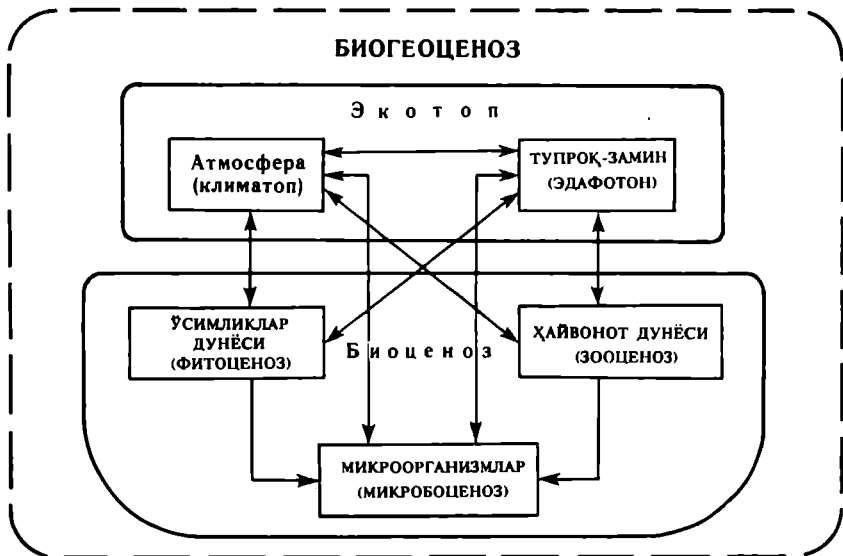 БИОГЕОЦЕНОЗ
Экотоп
Атмосфера
(климатоп)
ТУПРОҚ-ЗАМИН
(ЭДАФОТОН)
ЎСИМЛИКЛАР
ДУНЁСИ
(ФИТОЦЕНОЗ)
Биоценоз
ҲАЙВОНОТ ДУНЁСИ
(ЗООЦЕНОЗ)
МИКРООРГАНИЗМЛАР
(МИКРОБОЦЕНОЗ)